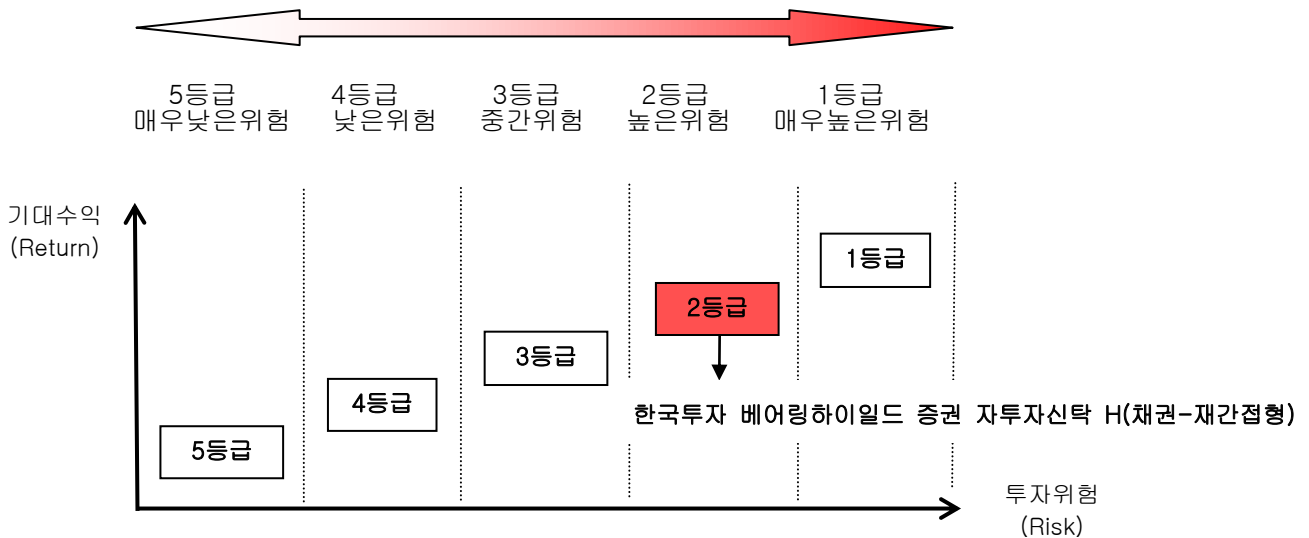 5등급 4등급 3등급 2등급 1등급
매우낮은위험 낮은위험 중간위험 높은위험 매우높은위험
기대수익
(Return)
1등급
2등급
3등급
4등급
한국투자 베어링하이일드 증권 자투자신탁 H(채권-재간접형)
5등급
투자위험
(Risk)